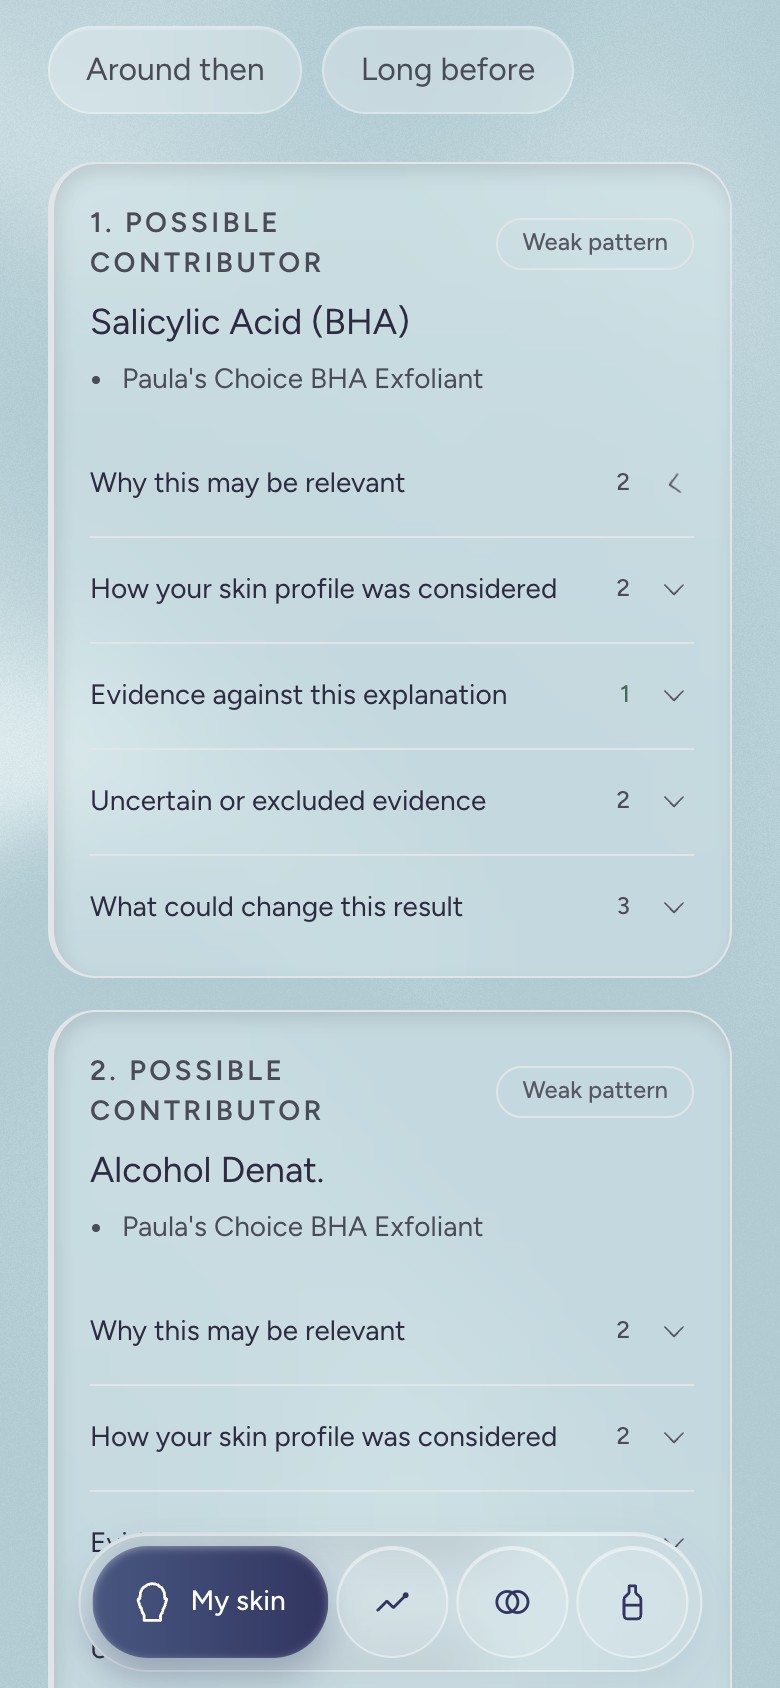 Around then
Long before
1. POSSIBLE
CONTRIBUTOR
Weak pattern
Salicylic Acid (BHA)
• Paula's Choice BHA Exfoliant
Why this may be relevant 2
How your skin profile was considered 2
Evidence against this explanation 1
Uncertain or excluded evidence 2
What could change this result 3
2. POSSIBLE
CONTRIBUTOR
Weak pattern
Alcohol Denat.
• Paula's Choice BHA Exfoliant
Why this may be relevant 2
How your skin profile was considered 2
My skin